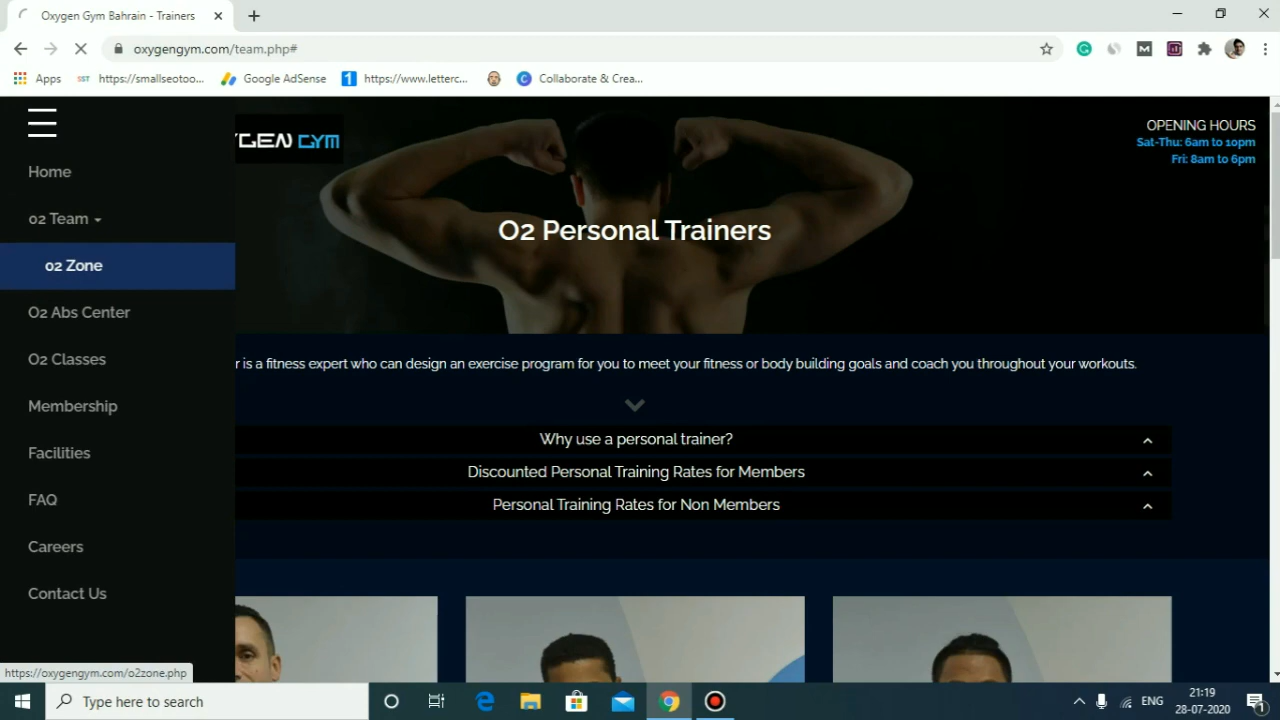 Oxygen Gym Bahrain - Trainers
oxygengym.com/team.php#
Apps
SST
https://smallseotoo...
Google AdSense
1
https://www.letterc...
C
Collaborate & Crea...
Home
o2 Team
o2 Zone
O2 Abs Center
O2 Classes
Membership
Facilities
FAQ
Careers
Contact Us
YGEN GYM
OPENING HOURS
Sat-Thu: 6am to 10pm
Fri: 8am to 6pm
O2 Personal Trainers
r is a fitness expert who can design an exercise program for you to meet your fitness or body building goals and coach you throughout your workouts.
Why use a personal trainer?
Discounted Personal Training Rates for Members
Personal Training Rates for Non Members
https://oxygengym.com/o2zone.php
Type here to search
ENG
21:19
28-07-2020
1